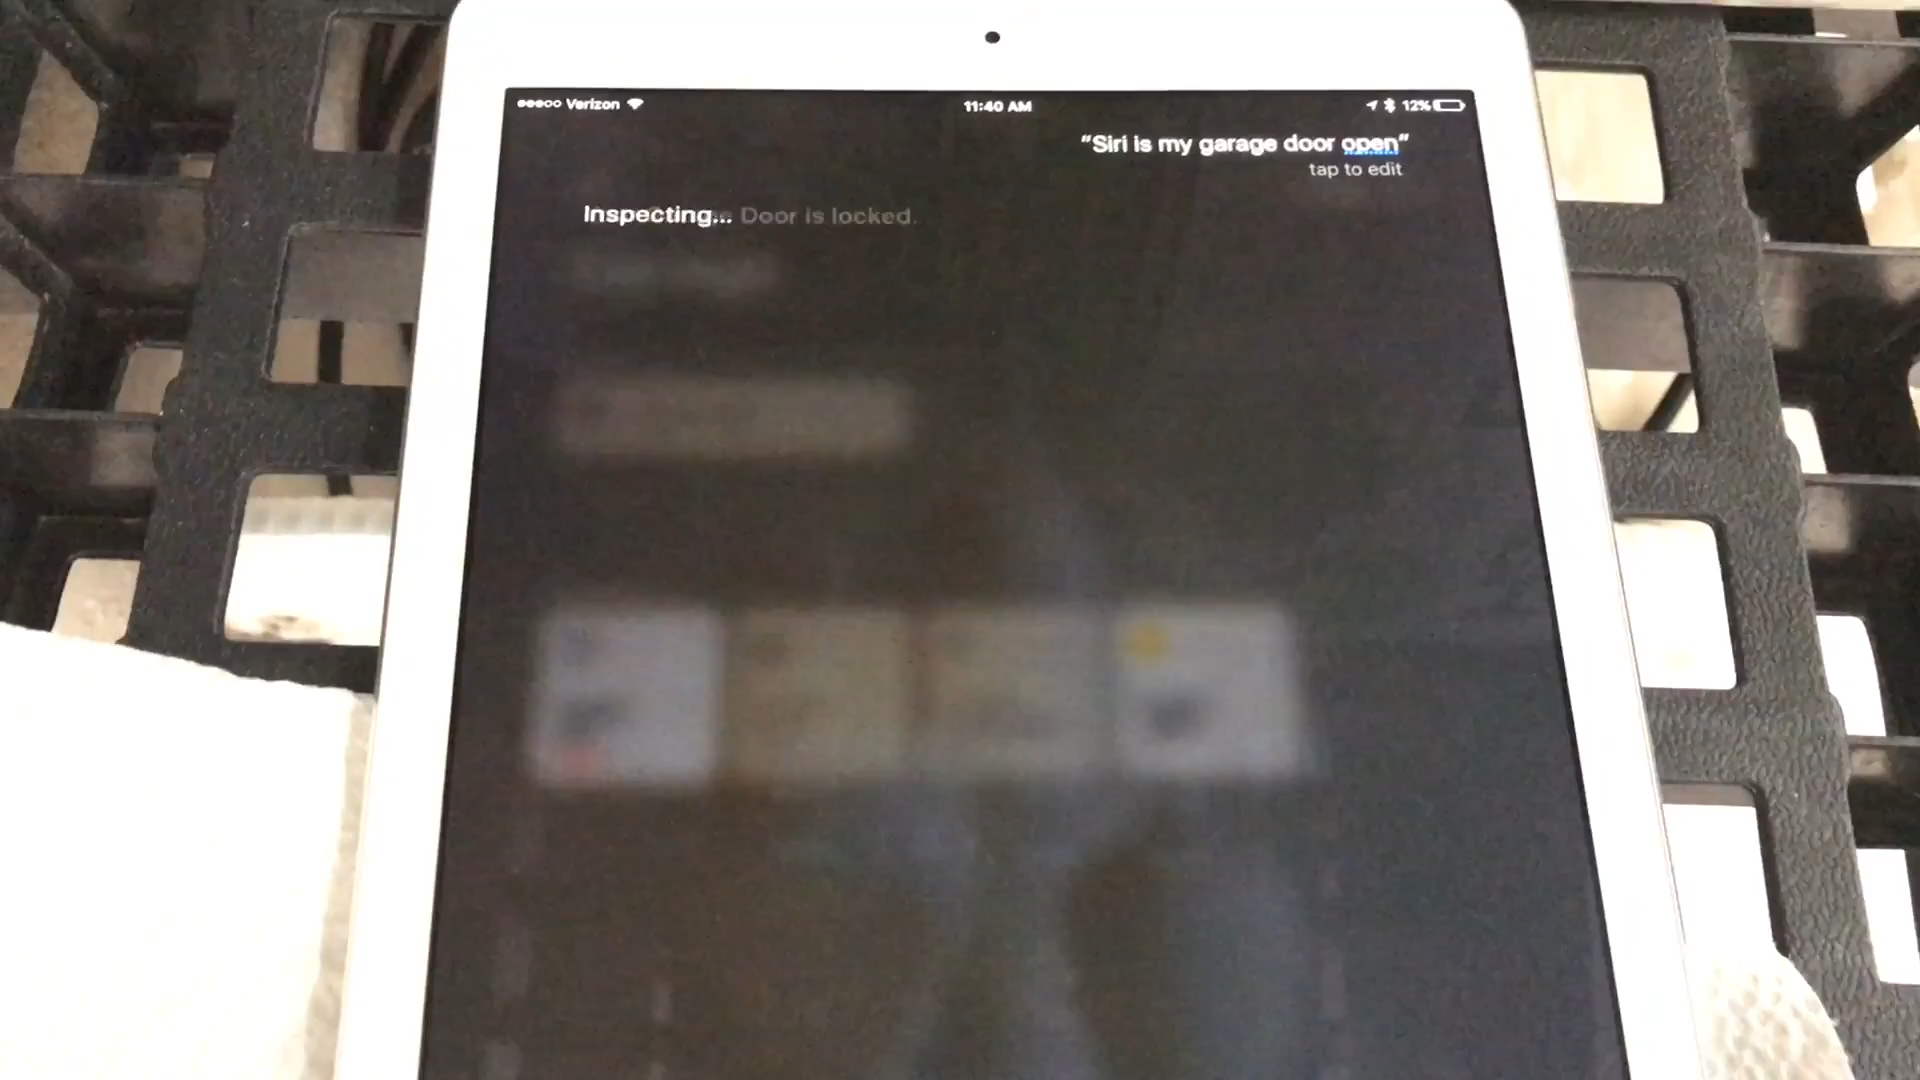 Verizon
11:40 AM
12%
"Siri is my garage door open"
tap to edit
Inspecting... Door is locked.